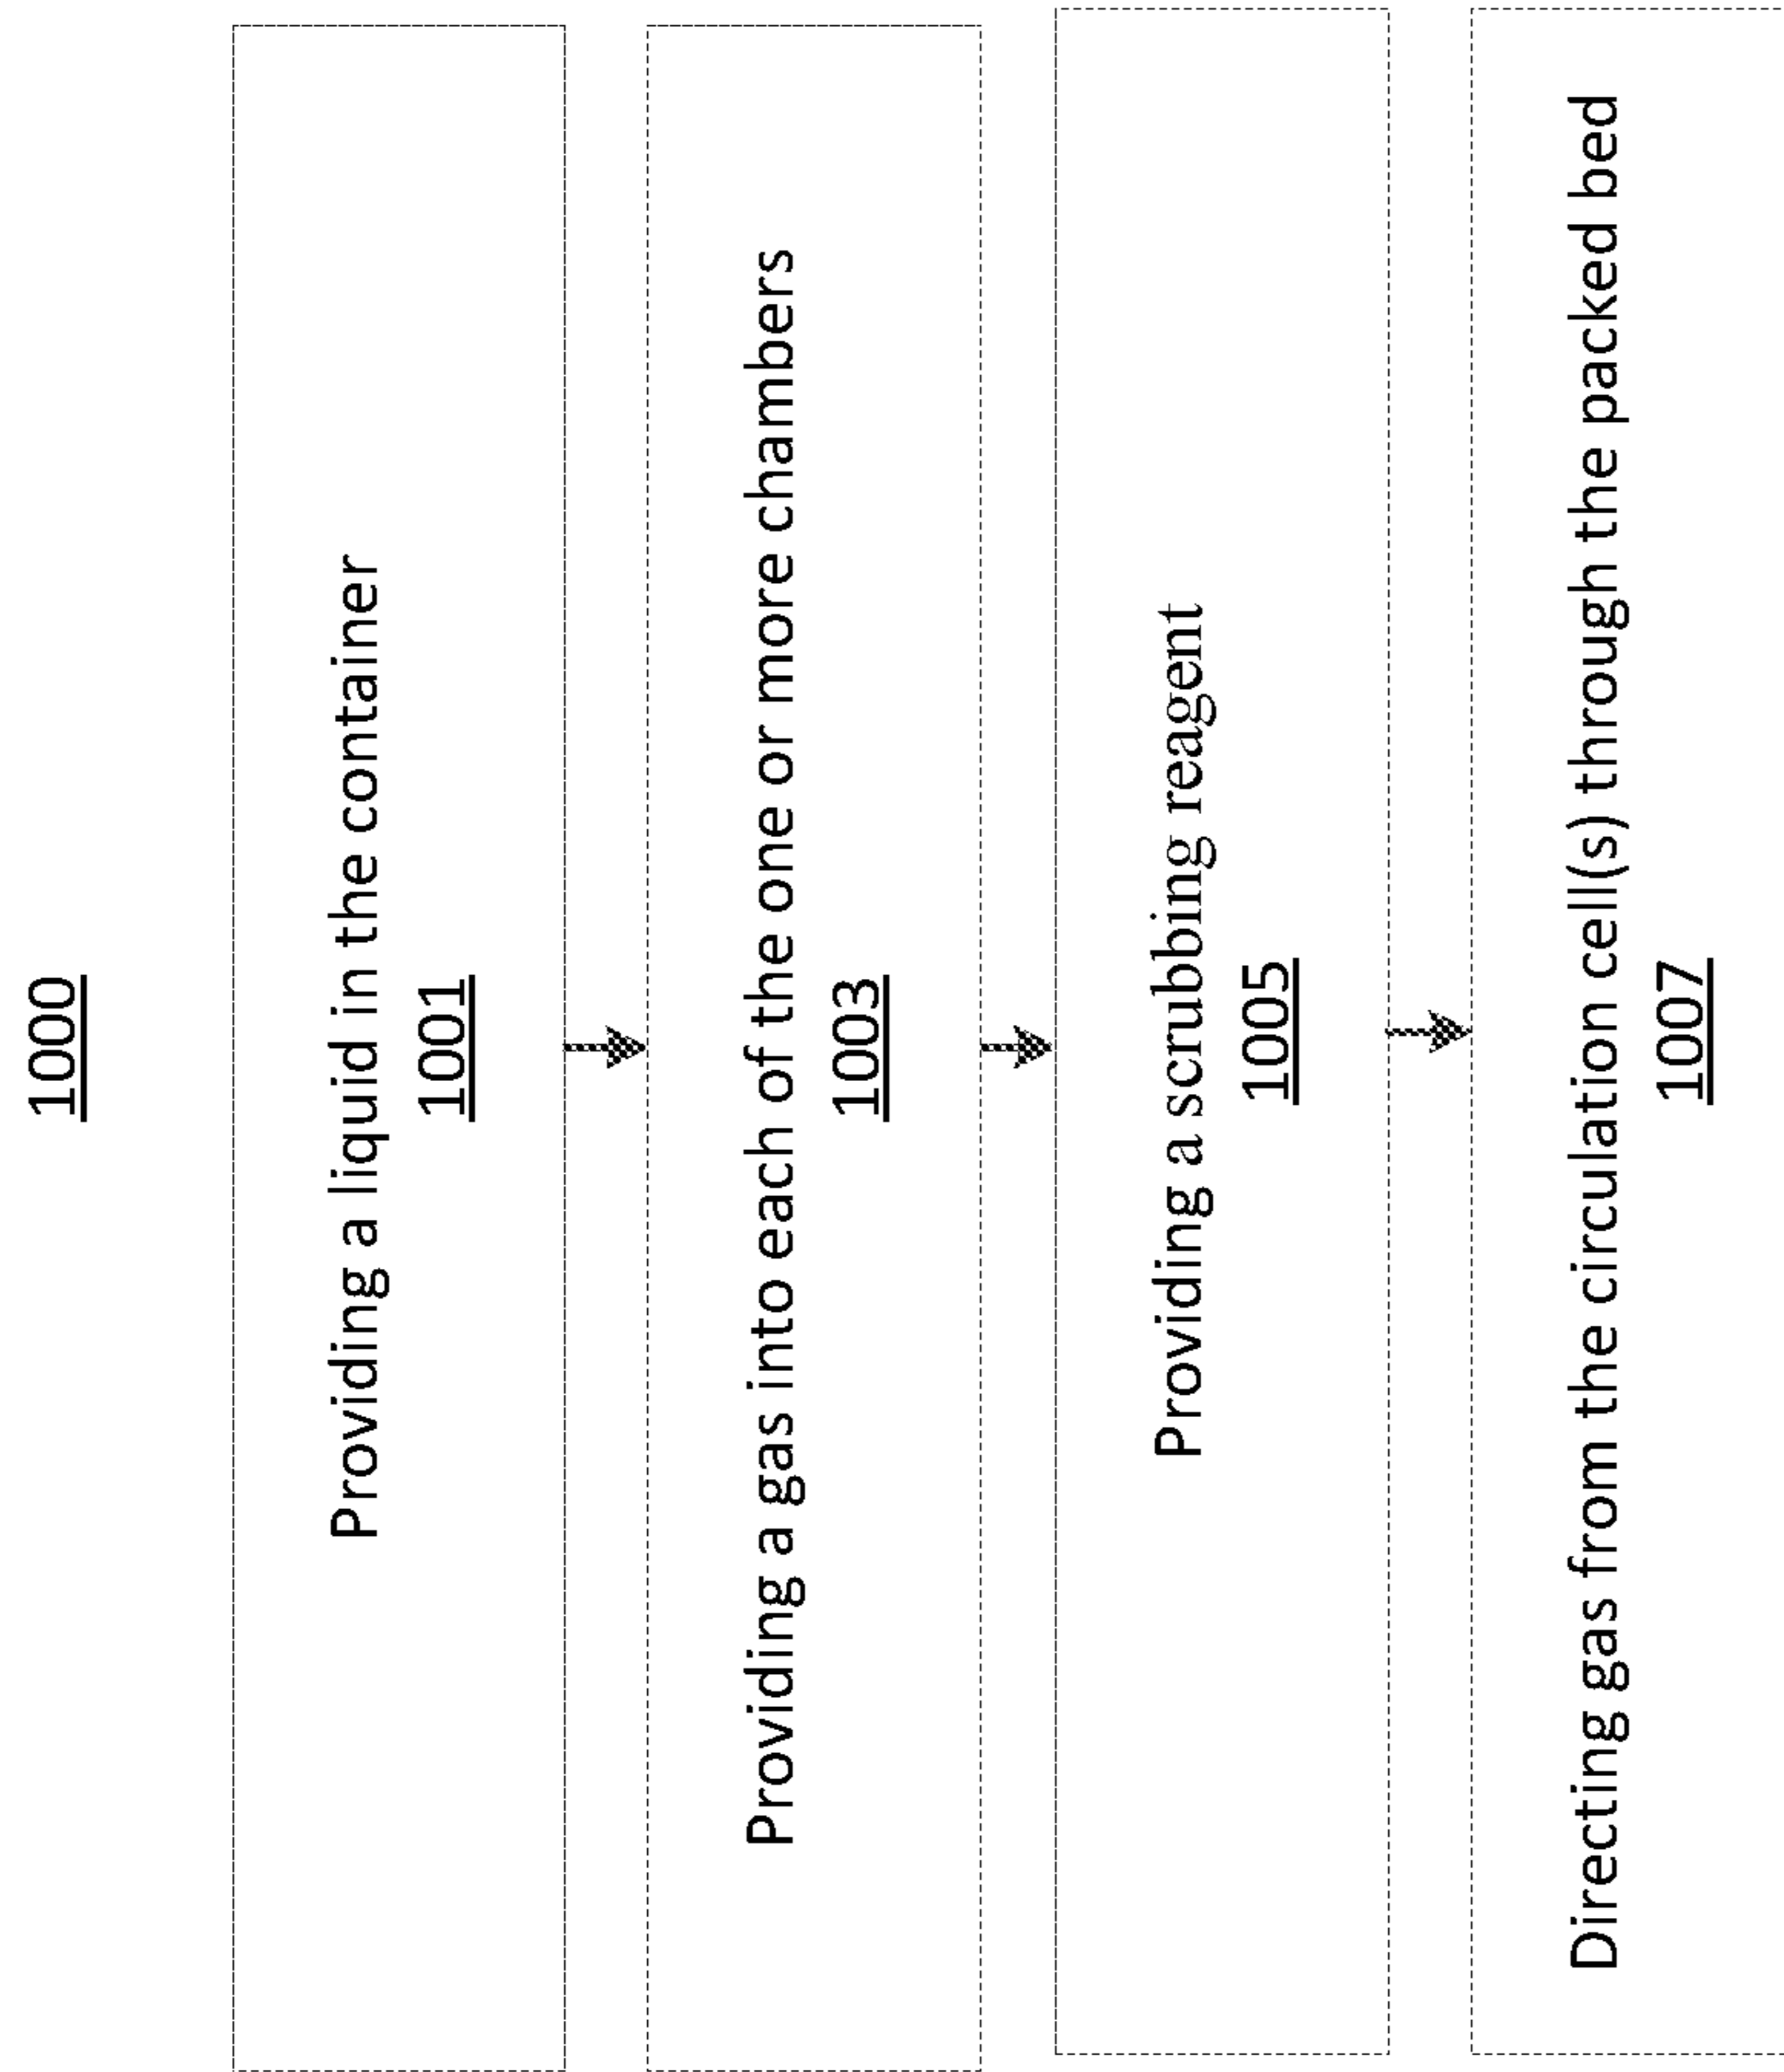 1000
Providing a liquid in the container
1001
Providing a gas into each of the one or more chambers
1003
Providing a scrubbing reagent
1005
Directing gas from the circulation cell(s) through the packed bed
1007